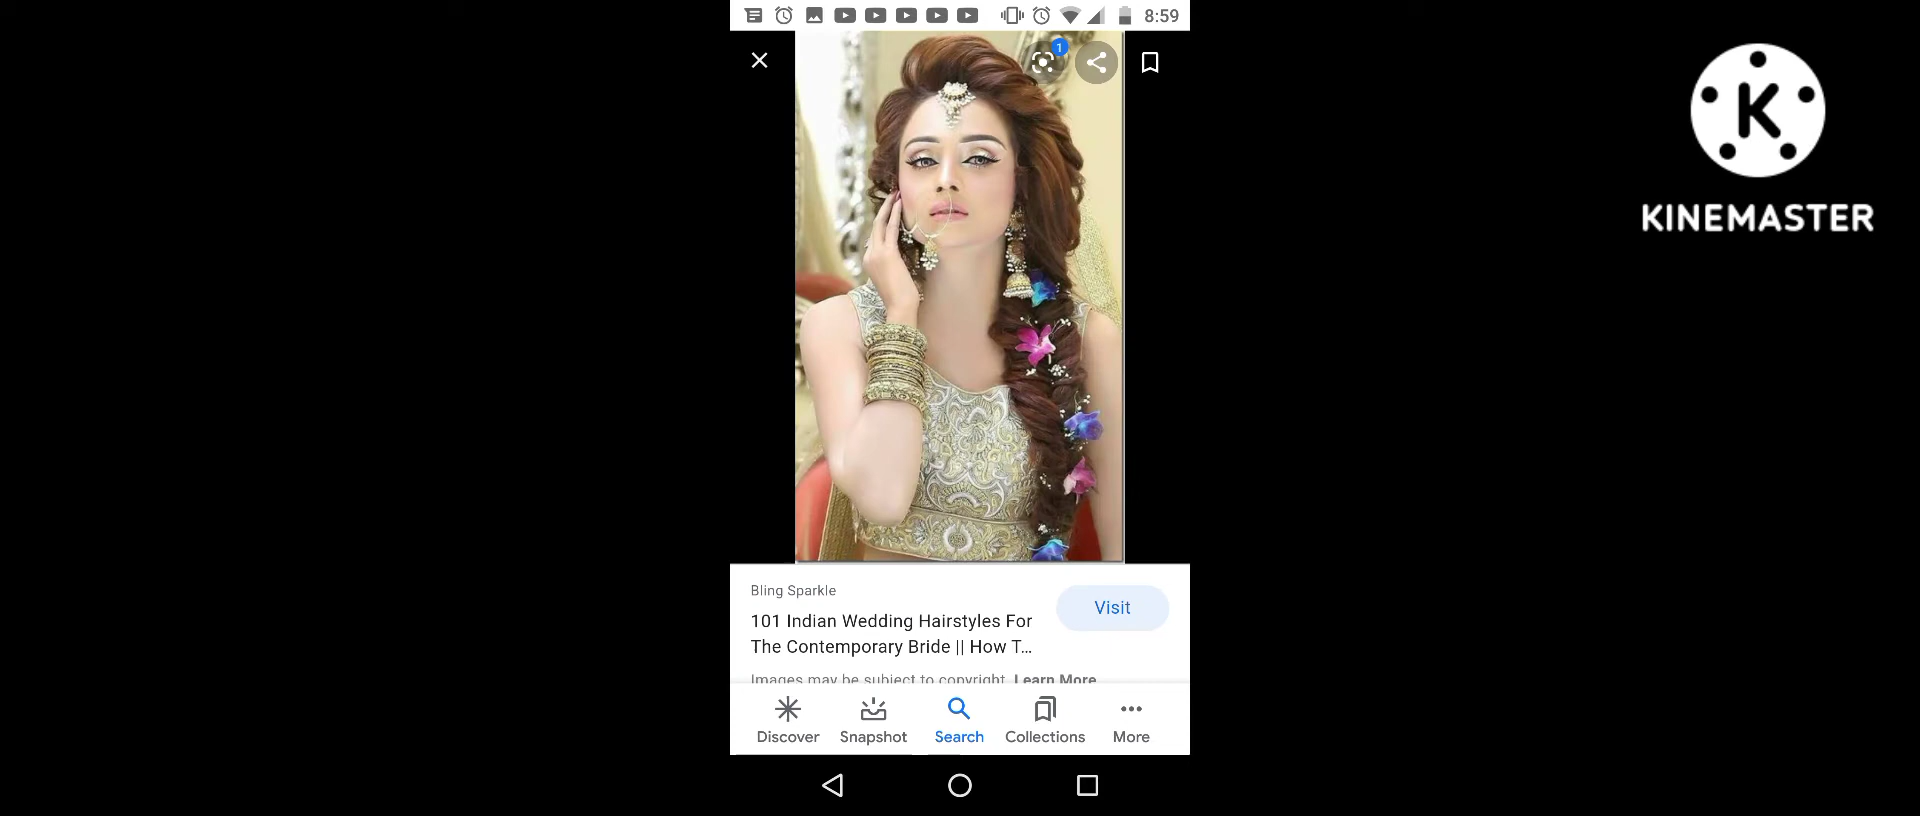 8:59
1
K
KINEMASTER
Bling Sparkle
Visit
101 Indian Wedding Hairstyles For
The Contemporary Bride || How T...
Images may be subject to copyright. Learn More
Discover
Snapshot
Search
Collections
More